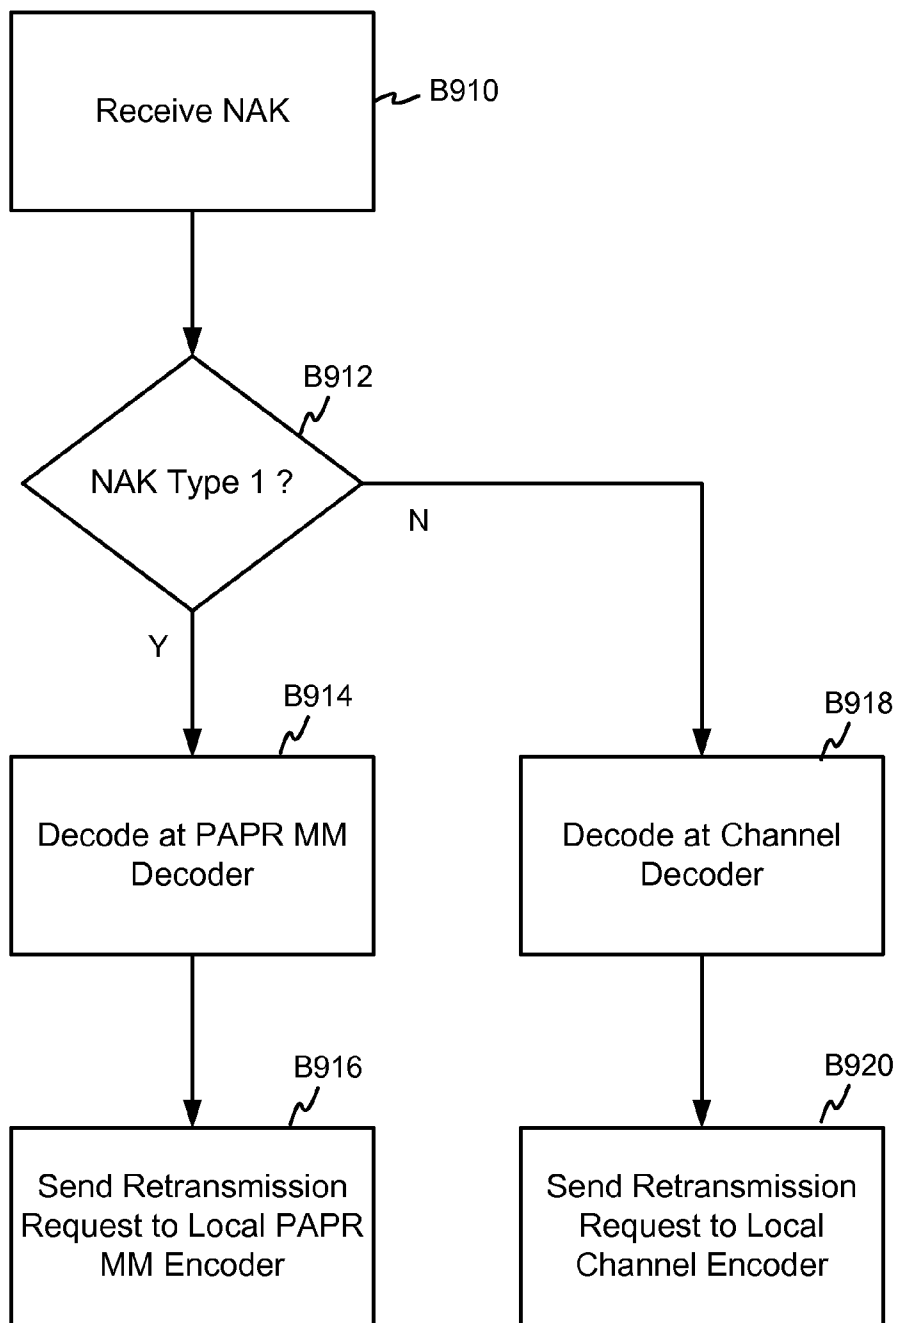 Receive NAK
B910
B912
NAK Type 1 ?
N
Y
B914
B918
Decode at PAPR MM
Decoder
Decode at Channel
Decoder
B916
B920
Send Retransmission
Request to Local PAPR
MM Encoder
Send Retransmission
Request to Local
Channel Encoder